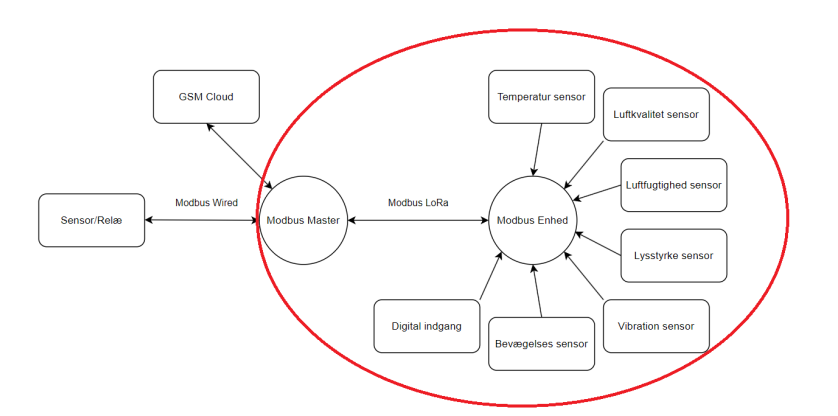 GSM Cloud
Temperatur sensor
Luftkvalitet sensor
Luftfugtighed sensor
Modbus Wired
Modbus LoRa
Sensor/Relæ
Modbus Master
Modbus Enhed
Lysstyrke sensor
Digital indgang
Bevægelses sensor
Vibration sensor